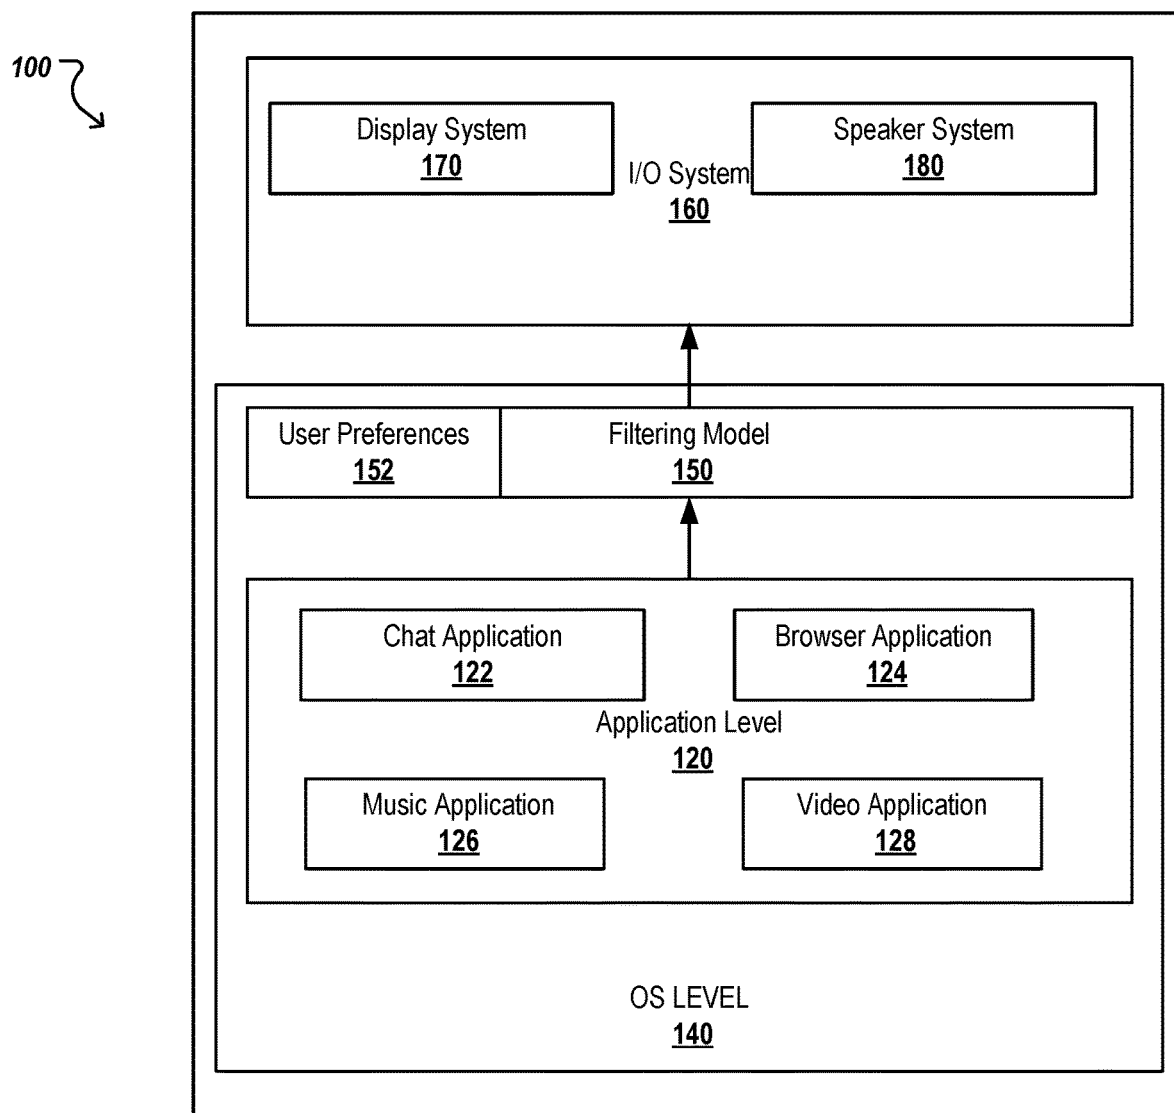 100
Display System
170
Speaker System
180
I/O System
160
User Preferences
152
Filtering Model
150
Chat Application
122
Browser Application
124
Application Level
120
Music Application
126
Video Application
128
OS LEVEL
140